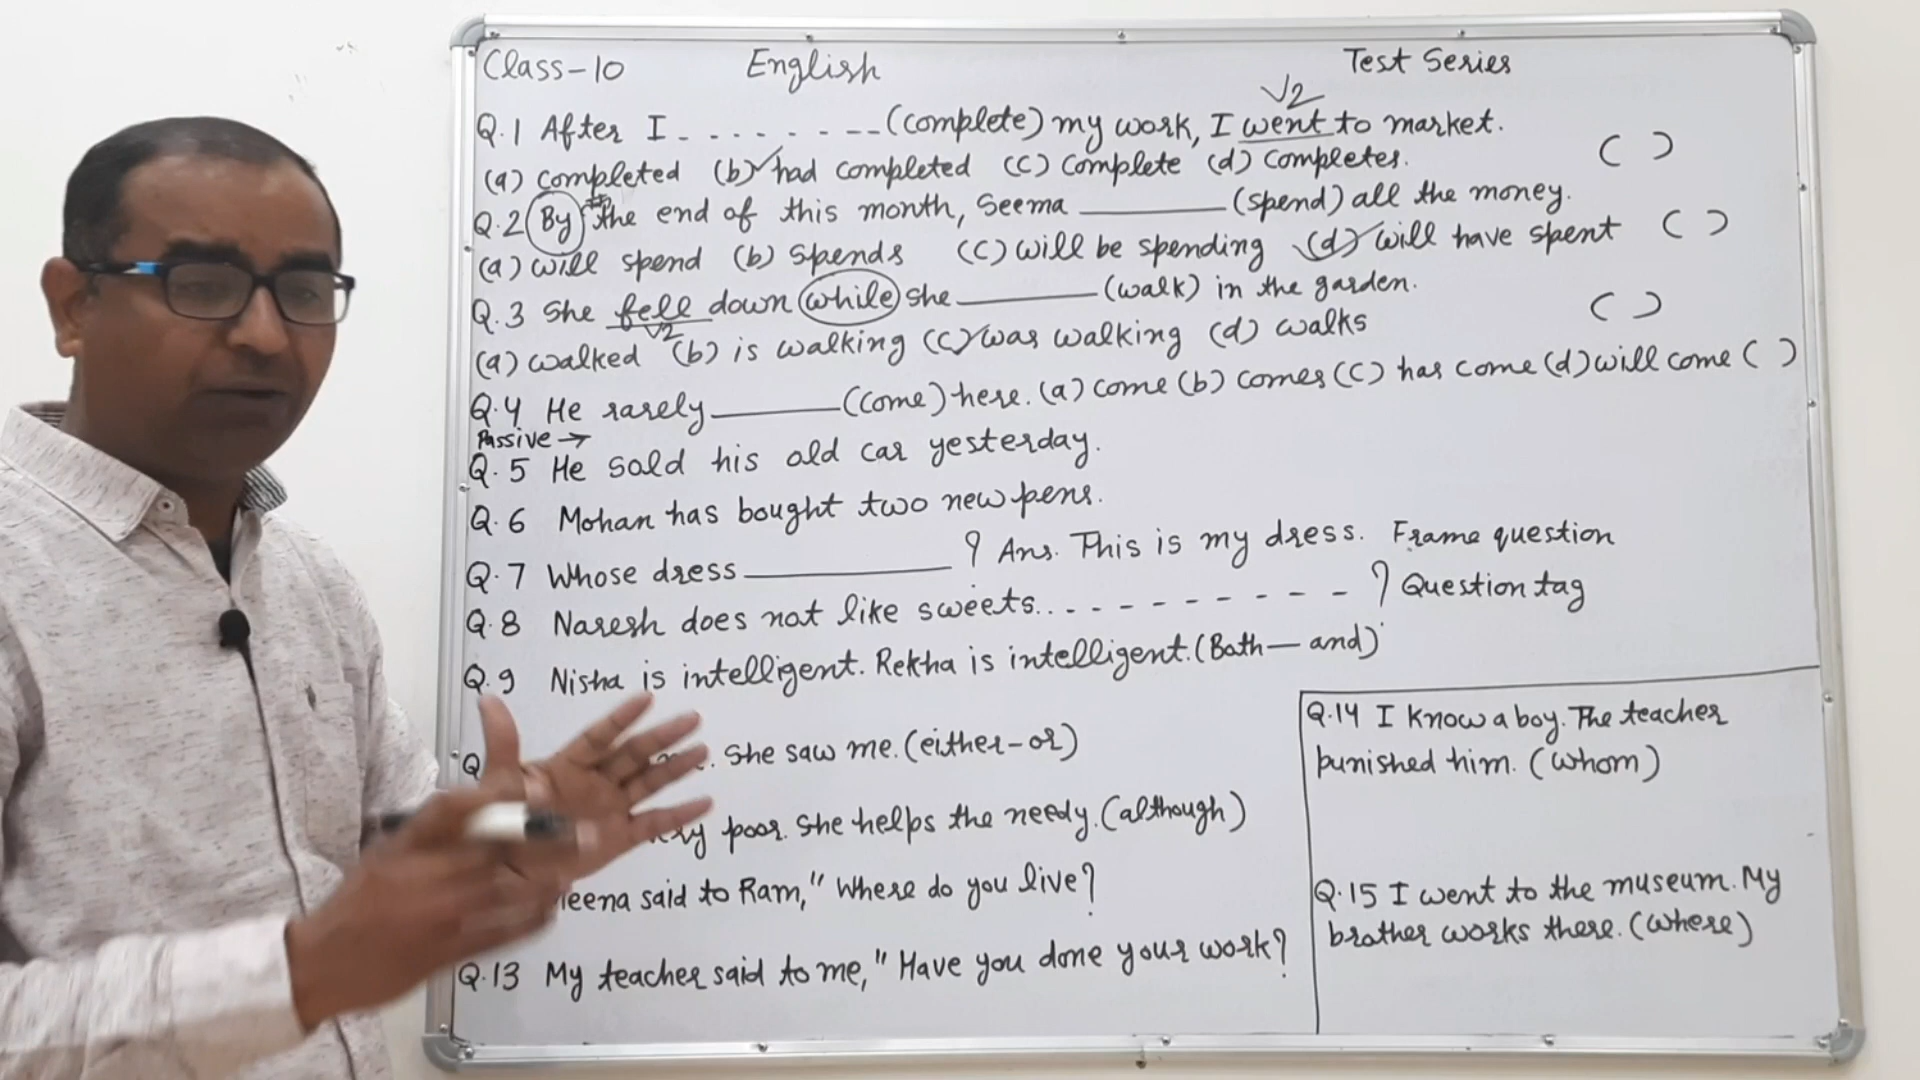 Class-10 English Test Series
V2
Q.1 After I - - - - - - - - (complete) my work, I went to market.
(a) completed (b) had completed (c) complete (d) completes. ( )
Q.2 By the end of this month, Seema ________ (spend) all the money.
(a) will spend (b) spends (c) will be spending (d) will have spent ( )
Q.3 She fell down while she ________ (walk) in the garden.
V2
(a) walked (b) is walking (c) was walking (d) walks ( )
Q.4 He rarely ________ (come) here. (a) come (b) comes (c) has come (d) will come ( )
Passive →
Q.5 He sold his old car yesterday.
Q.6 Mohan has bought two new pens.
Q.7 Whose dress ________ ? Ans. This is my dress. Frame question
Q.8 Naresh does not like sweets. - - - - - - - - - - ? Question tag
Q.9 Nisha is intelligent. Rekha is intelligent. (Both — and)
Q. She saw me. (either-or)
poor. She helps the needy. (although)
said to Ram, "Where do you live?
Q.13 My teacher said to me, "Have you done your work?
Q.14 I know a boy. The teacher
punished him. (whom)
Q.15 I went to the museum. My
brother works there. (where)